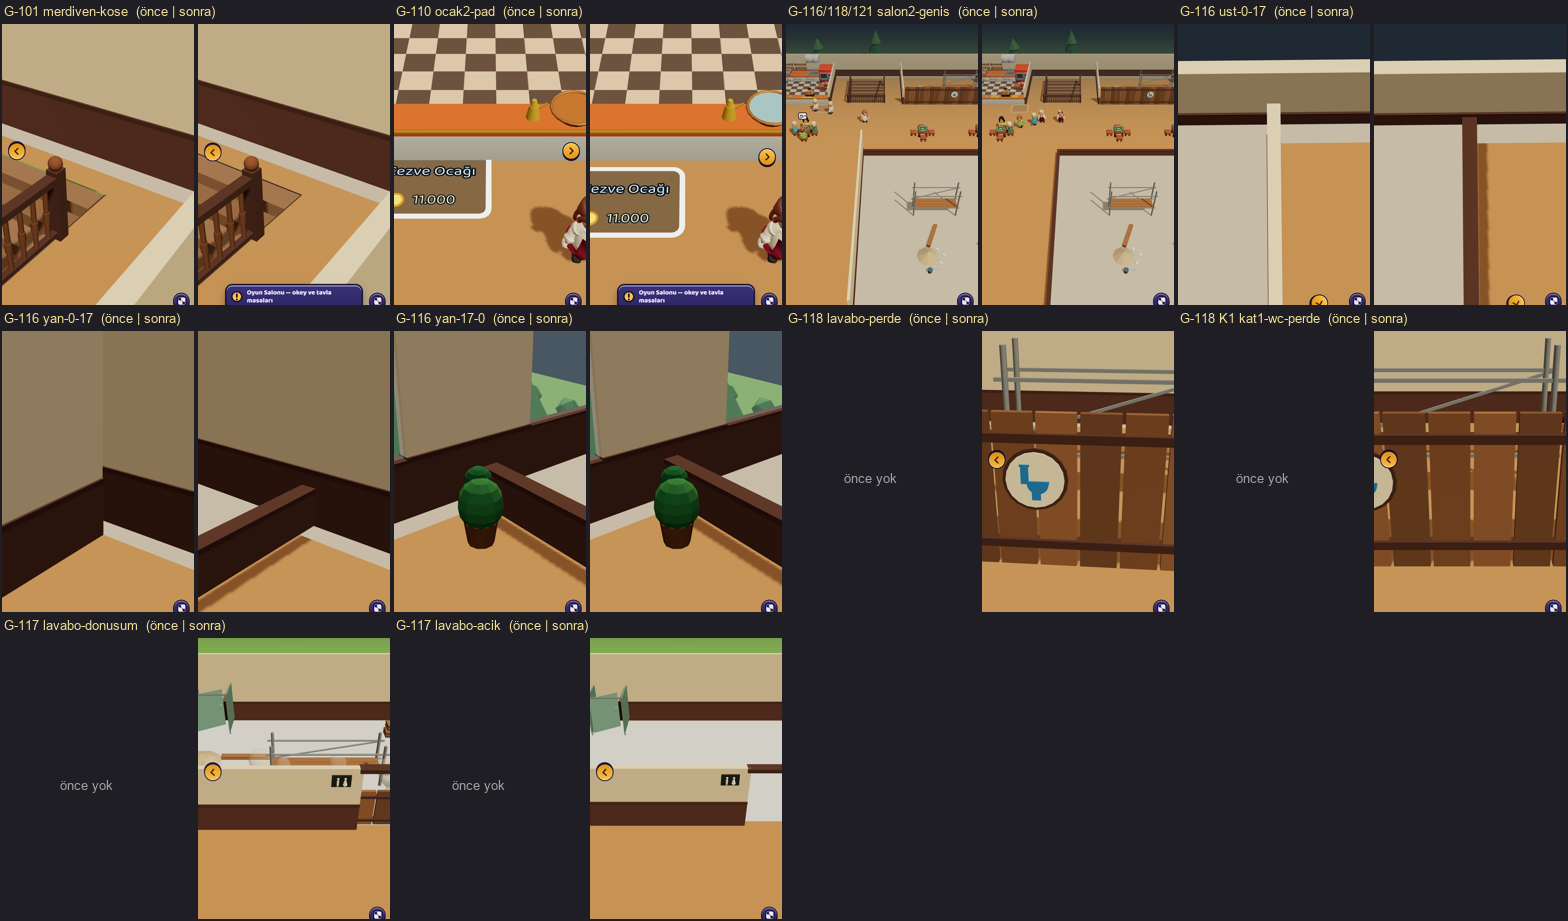 G-101 merdiven-kose (önce | sonra)
G-110 ocak2-pad (önce | sonra)
G-116/118/121 salon2-genis (önce | sonra)
G-116 ust-0-17 (önce | sonra)
ezve Ocağı
11.000
ezve Ocağı
11.000
Oyun Salonu — okey ve tavla
masaları
Oyun Salonu — okey ve tavla
masaları
G-116 yan-0-17 (önce | sonra)
G-116 yan-17-0 (önce | sonra)
G-118 lavabo-perde (önce | sonra)
G-118 K1 kat1-wc-perde (önce | sonra)
önce yok
önce yok
G-117 lavabo-donusum (önce | sonra)
G-117 lavabo-acik (önce | sonra)
önce yok
önce yok